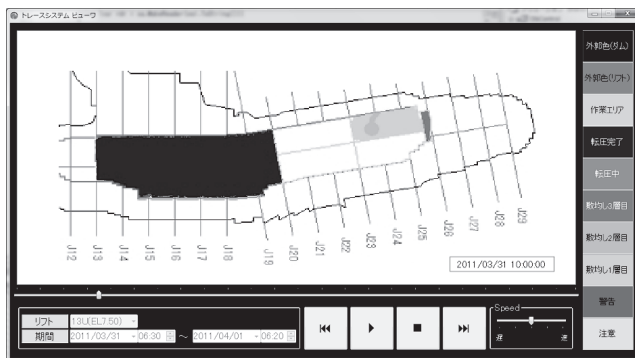 トレースシステム ビューワ
外部色(ダム)
外部色(リフト)
作業エリア
転圧完了
転圧中
敷均し3層目
敷均し2層目
敷均し1層目
警告
注意
J12
J13
J14
J15
J16
J17
J18
J19
J20
J21
J22
J23
J24
J25
J26
J27
J28
J29
2011/03/31 10:00:00
リフト 13U(EL7.50)
期間 2011/03/31 06:30 ~ 2011/04/01 06:20
Speed
遅 速